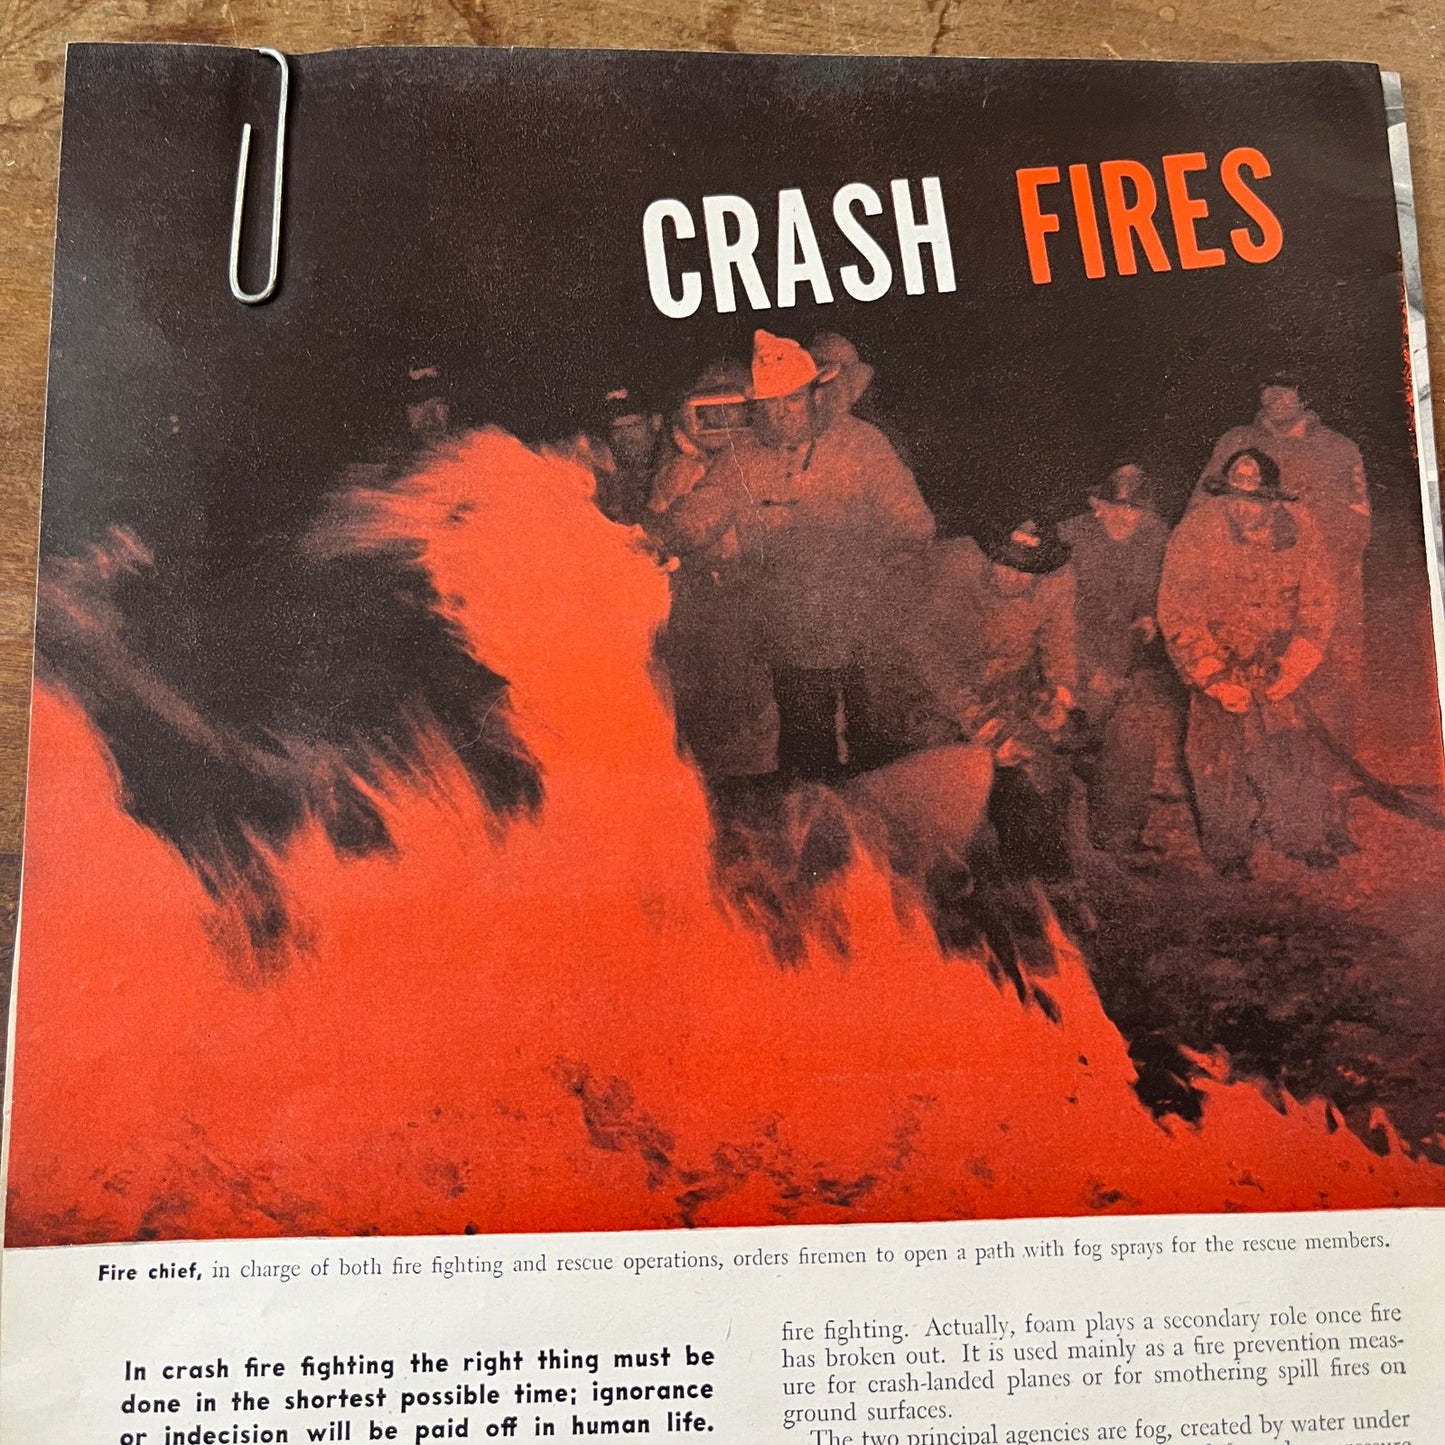 CRASH FIRES
Fire chief, in charge of both fire fighting and rescue operations, orders firemen to open a path with fog sprays for the rescue members.
In crash fire fighting the right thing must be
done in the shortest possible time; ignorance
or indecision will be paid off in human life.
fire fighting. Actually, foam plays a secondary role once fire
has broken out. It is used mainly as a fire prevention meas-
ure for crash-landed planes or for smothering spill fires on
ground surfaces.
The two principal agencies are fog, created by water under